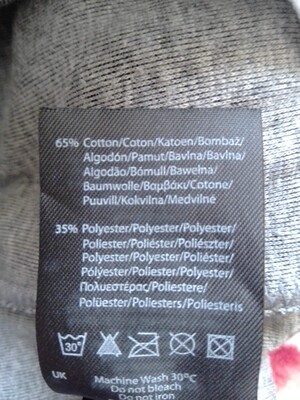 65% Cotton/Coton/Katoen/Bombaž/
Algodón/Pamut/Bavlna/Bavlna/
Algodão/Bómull/Bawełna/
Baumwolle/Βαμβάκι/Cotone/
Puuvill/Kokvilna/Medvilnė
35% Polyester/Polyester/Polyester/
Poliester/Poliéster/Poliészter/
Polyester/Polyester/Poliéster/
Pólýester/Poliester/Polyester/
Πολυεστέρας/Poliestere/
Polüester/Poliesters/Poliesteris
30°
UK
Machine Wash 30°C
Do not bleach
Do not iron